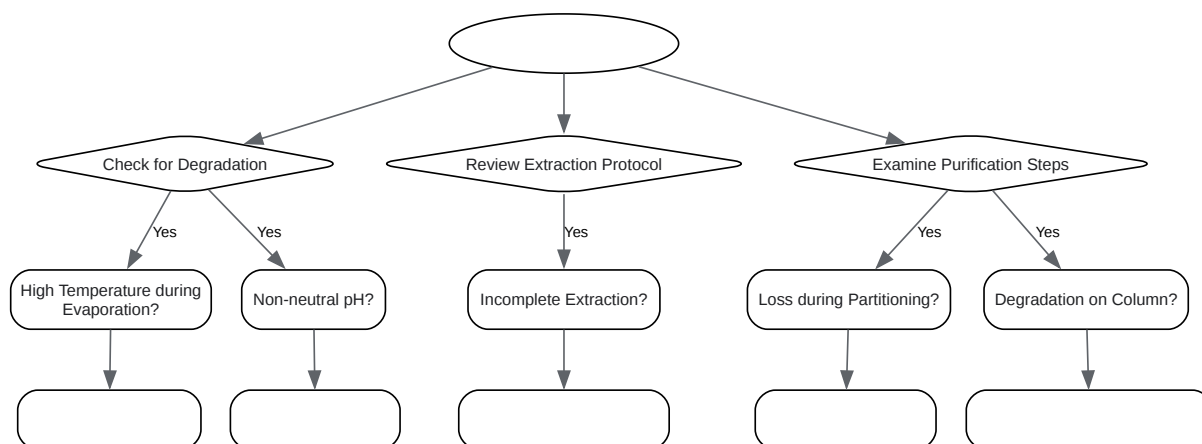 Check for Degradation
Review Extraction Protocol
Examine Purification Steps
Yes
Yes
Yes
Yes
Yes
High Temperature during
Evaporation?
Non-neutral pH?
Incomplete Extraction?
Loss during Partitioning?
Degradation on Column?